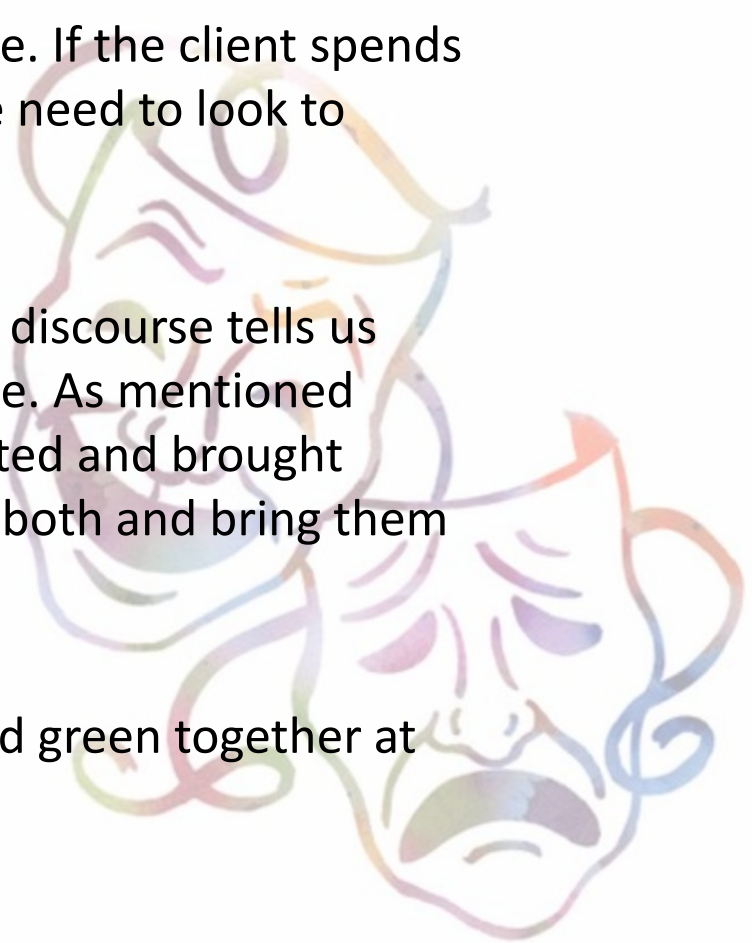 e. If the client spends
need to look to
discourse tells us
e. As mentioned
ted and brought
both and bring them
d green together at